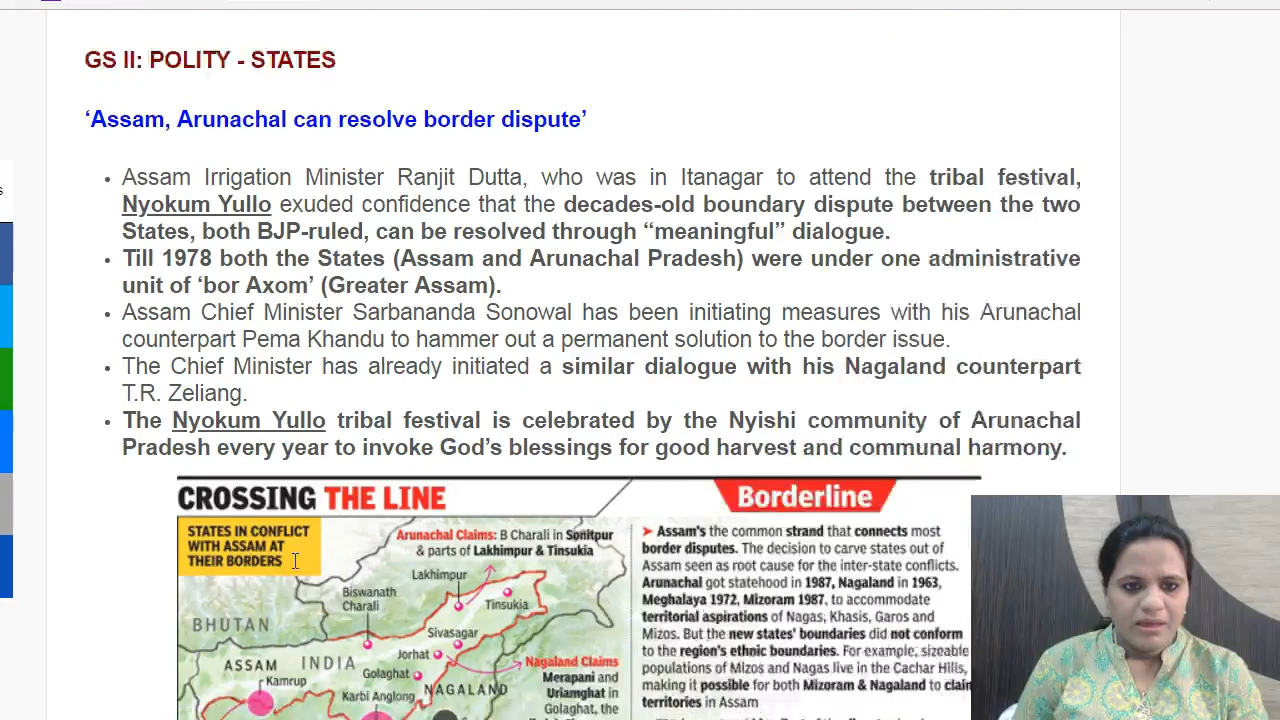 GS II: POLITY - STATES
‘Assam, Arunachal can resolve border dispute’
• Assam Irrigation Minister Ranjit Dutta, who was in Itanagar to attend the tribal festival,
Nyokum Yullo exuded confidence that the decades-old boundary dispute between the two
States, both BJP-ruled, can be resolved through “meaningful” dialogue.
• Till 1978 both the States (Assam and Arunachal Pradesh) were under one administrative
unit of ‘bor Axom’ (Greater Assam).
• Assam Chief Minister Sarbananda Sonowal has been initiating measures with his Arunachal
counterpart Pema Khandu to hammer out a permanent solution to the border issue.
• The Chief Minister has already initiated a similar dialogue with his Nagaland counterpart
T.R. Zeliang.
• The Nyokum Yullo tribal festival is celebrated by the Nyishi community of Arunachal
Pradesh every year to invoke God’s blessings for good harvest and communal harmony.
CROSSING THE LINE
STATES IN CONFLICT
WITH ASSAM AT
THEIR BORDERS
Arunachal Claims: B Charali in Sonitpur
& parts of Lakhimpur & Tinsukia
Lakhimpur
Biswanath
Charali
Tinsukia
BHUTAN
Sivasagar
Jorhat
ASSAM INDIA
Golaghat
Kamrup
Karbi Anglong
NAGALAND
Nagaland Claims
Merapani and
Uriamghat in
Golaghat, the
Borderline
Assam's the common strand that connects most
border disputes. The decision to carve states out of
Assam seen as root cause for the inter-state conflicts.
Arunachal got statehood in 1987, Nagaland in 1963,
Meghalaya 1972, Mizoram 1987, to accommodate
territorial aspirations of Nagas, Khasis, Garos and
Mizos. But the new states' boundaries did not conform
to the region's ethnic boundaries. For example, sizeable
populations of Mizos and Nagas live in the Cachar Hills,
making it possible for both Mizoram & Nagaland to claim
territories in Assam